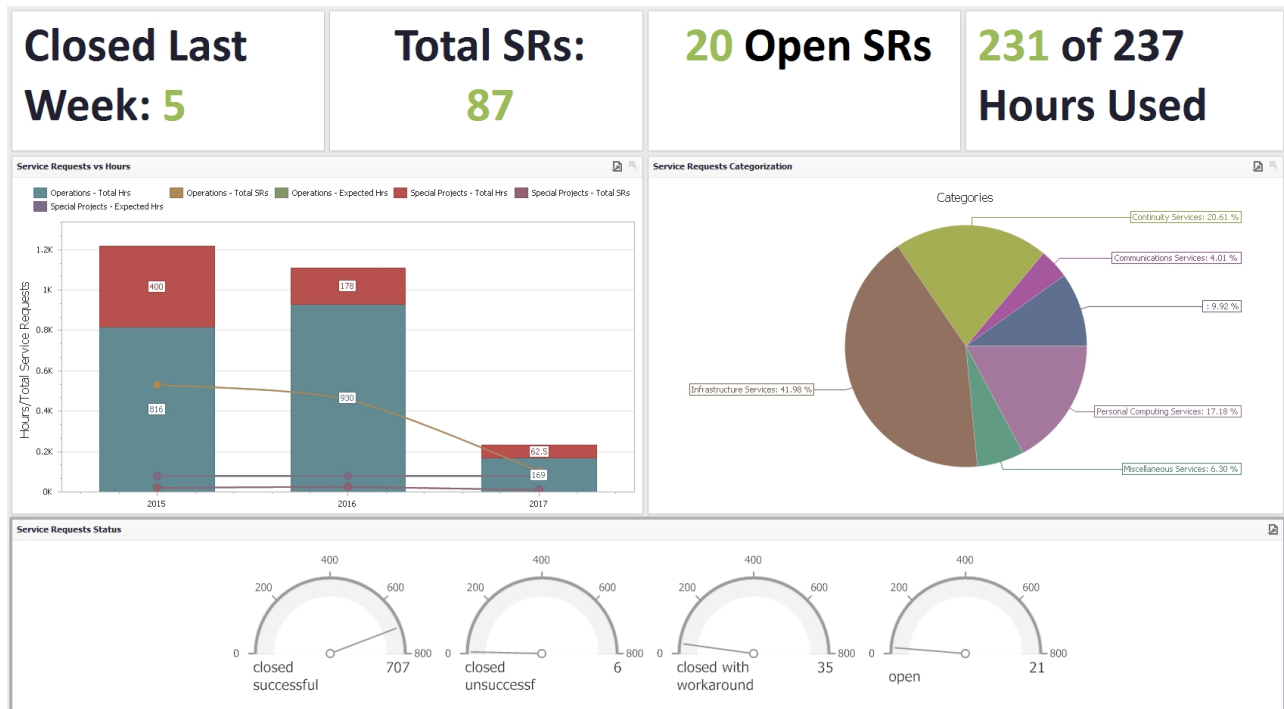 Closed Last
Week: 5
Total SRs:
87
20 Open SRs
231 of 237
Hours Used
Service Requests vs Hours
Operations - Total Hrs
Operations - Total SRs
Operations - Expected Hrs
Special Projects - Total Hrs
Special Projects - Total SRs
Special Projects - Expected Hrs
Hours/Total Service Requests
1.2K
1K
0.8K
0.6K
0.4K
0.2K
0K
400
816
178
930
62.5
169
2015
2016
2017
Service Requests Categorization
Categories
Continuity Services: 20.61 %
Communications Services: 4.01 %
: 9.92 %
Infrastructure Services: 41.98 %
Personal Computing Services: 17.18 %
Miscellaneous Services: 6.30 %
Service Requests Status
0
200
400
600
800
closed
successful
707
0
200
400
600
800
closed
unsuccessf
6
0
200
400
600
800
closed with
workaround
35
0
200
400
600
800
open
21